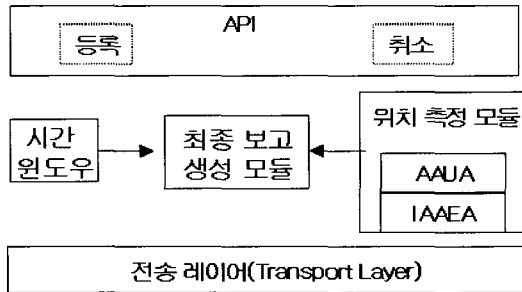 API
등록
취소
시간
윈도우
최종 보고
생성 모듈
위치 측정 모듈
AAUA
IAAEA
전송 레이어(Transport Layer)